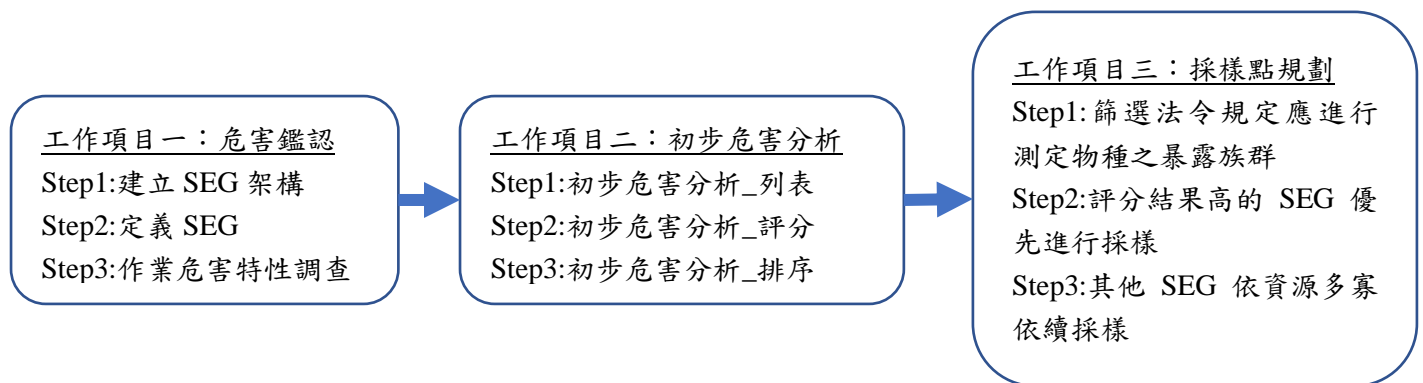 工作項目一：危害鑑認
Step1:建立 SEG 架構
Step2:定義 SEG
Step3:作業危害特性調查
工作項目二：初步危害分析
Step1:初步危害分析_列表
Step2:初步危害分析_評分
Step3:初步危害分析_排序
工作項目三：採樣點規劃
Step1:篩選法令規定應進行
測定物種之暴露族群
Step2:評分結果高的 SEG 優
先進行採樣
Step3:其他 SEG 依資源多寡
依續採樣